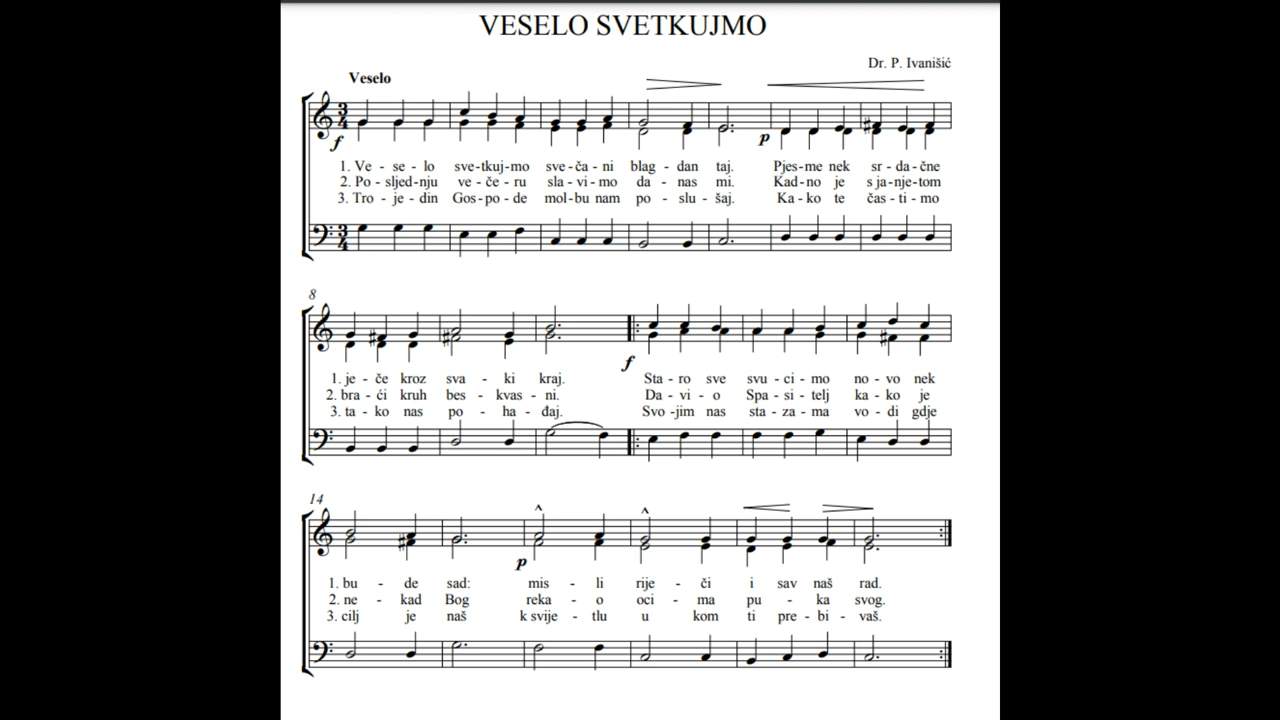 VESELO SVETKUJMO
Dr. P. Ivanišić
Veselo
f p
1. Ve - se - lo sve-tkuj-mo sve-ča - ni blag - dan taj. Pjes-me nek sr - da-čne
2. Po - sljed-nju ve - če - ru sla - vi - mo da - nas mi. Kad-no je s ja-nje-tom
3. Tro - je - din Gos-po - de mol-bu nam po - slu - šaj. Ka - ko te čas - ti - mo
8
f
1. je - če kroz sva - ki kraj. Sta - ro sve svu - ci - mo no - vo nek
2. bra - ći kruh bes - kvas - ni. Da - vi - o Spa - si - telj ka - ko je
3. ta - ko nas po - ha - đaj. Svo -jim nas sta - za - ma vo - di gdje
14
p
1. bu - de sad: mis - li rije - či i sav naš rad.
2. ne - kad Bog reka - o oci - ma pu - ka svog.
3. cilj je naš k svije - tlu u kom ti pre - bi - vaš.